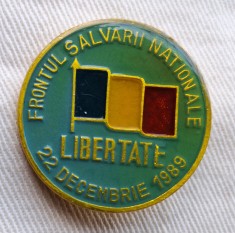 FRONTUL SALVARII NATIONALE
LIBERTATE
22 DECEMBRIE 1989